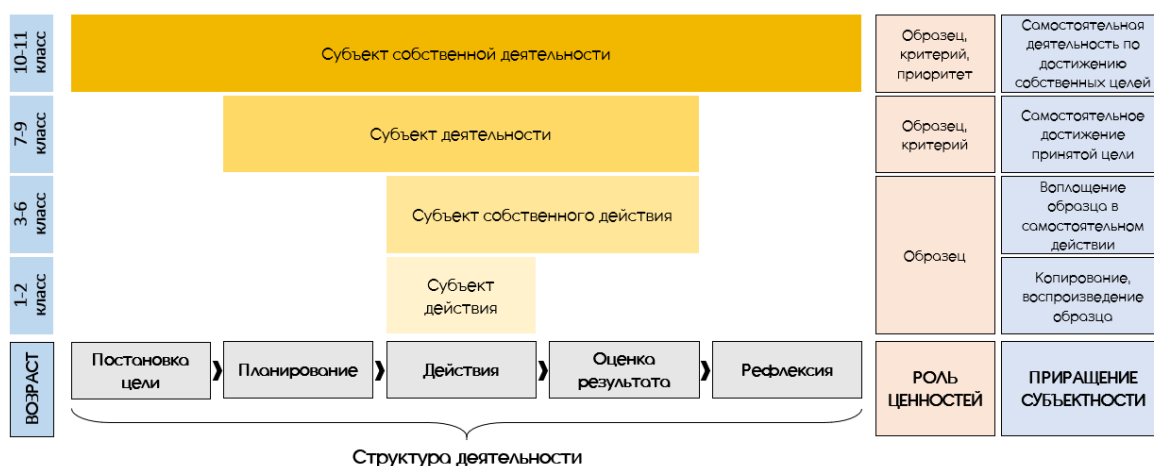 10-11
класс
Субъект собственной деятельности
Образец,
критерий,
приоритет
Самостоятельная
деятельность по
достижению
собственных целей
7-9
класс
Субъект деятельности
Образец,
критерий
Самостоятельное
достижение
принятой цели
3-6
класс
Субъект собственного действия
Образец
Воплощение
образца в
самостоятельном
действии
1-2
класс
Субъект
действия
Копирование,
воспроизведение
образца
ВОЗРАСТ
Постановка
цели
Планирование
Действия
Оценка
результата
Рефлексия
РОЛЬ
ЦЕННОСТЕЙ
ПРИРАЩЕНИЕ
СУБЪЕКТНОСТИ
Структура деятельности